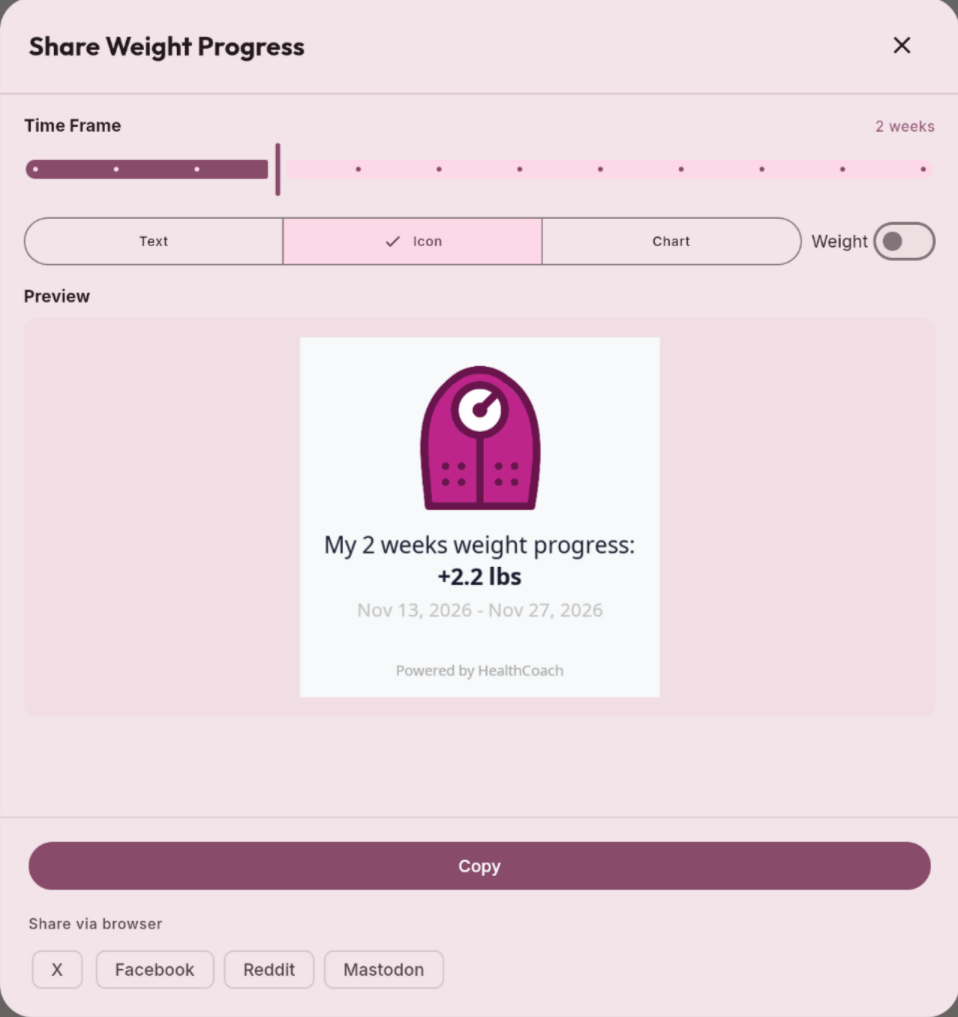 Share Weight Progress
Time Frame
2 weeks
Text
Icon
Chart
Weight
Preview
My 2 weeks weight progress:
+2.2 lbs
Nov 13, 2026 - Nov 27, 2026
Powered by HealthCoach
Copy
Share via browser
X
Facebook
Reddit
Mastodon